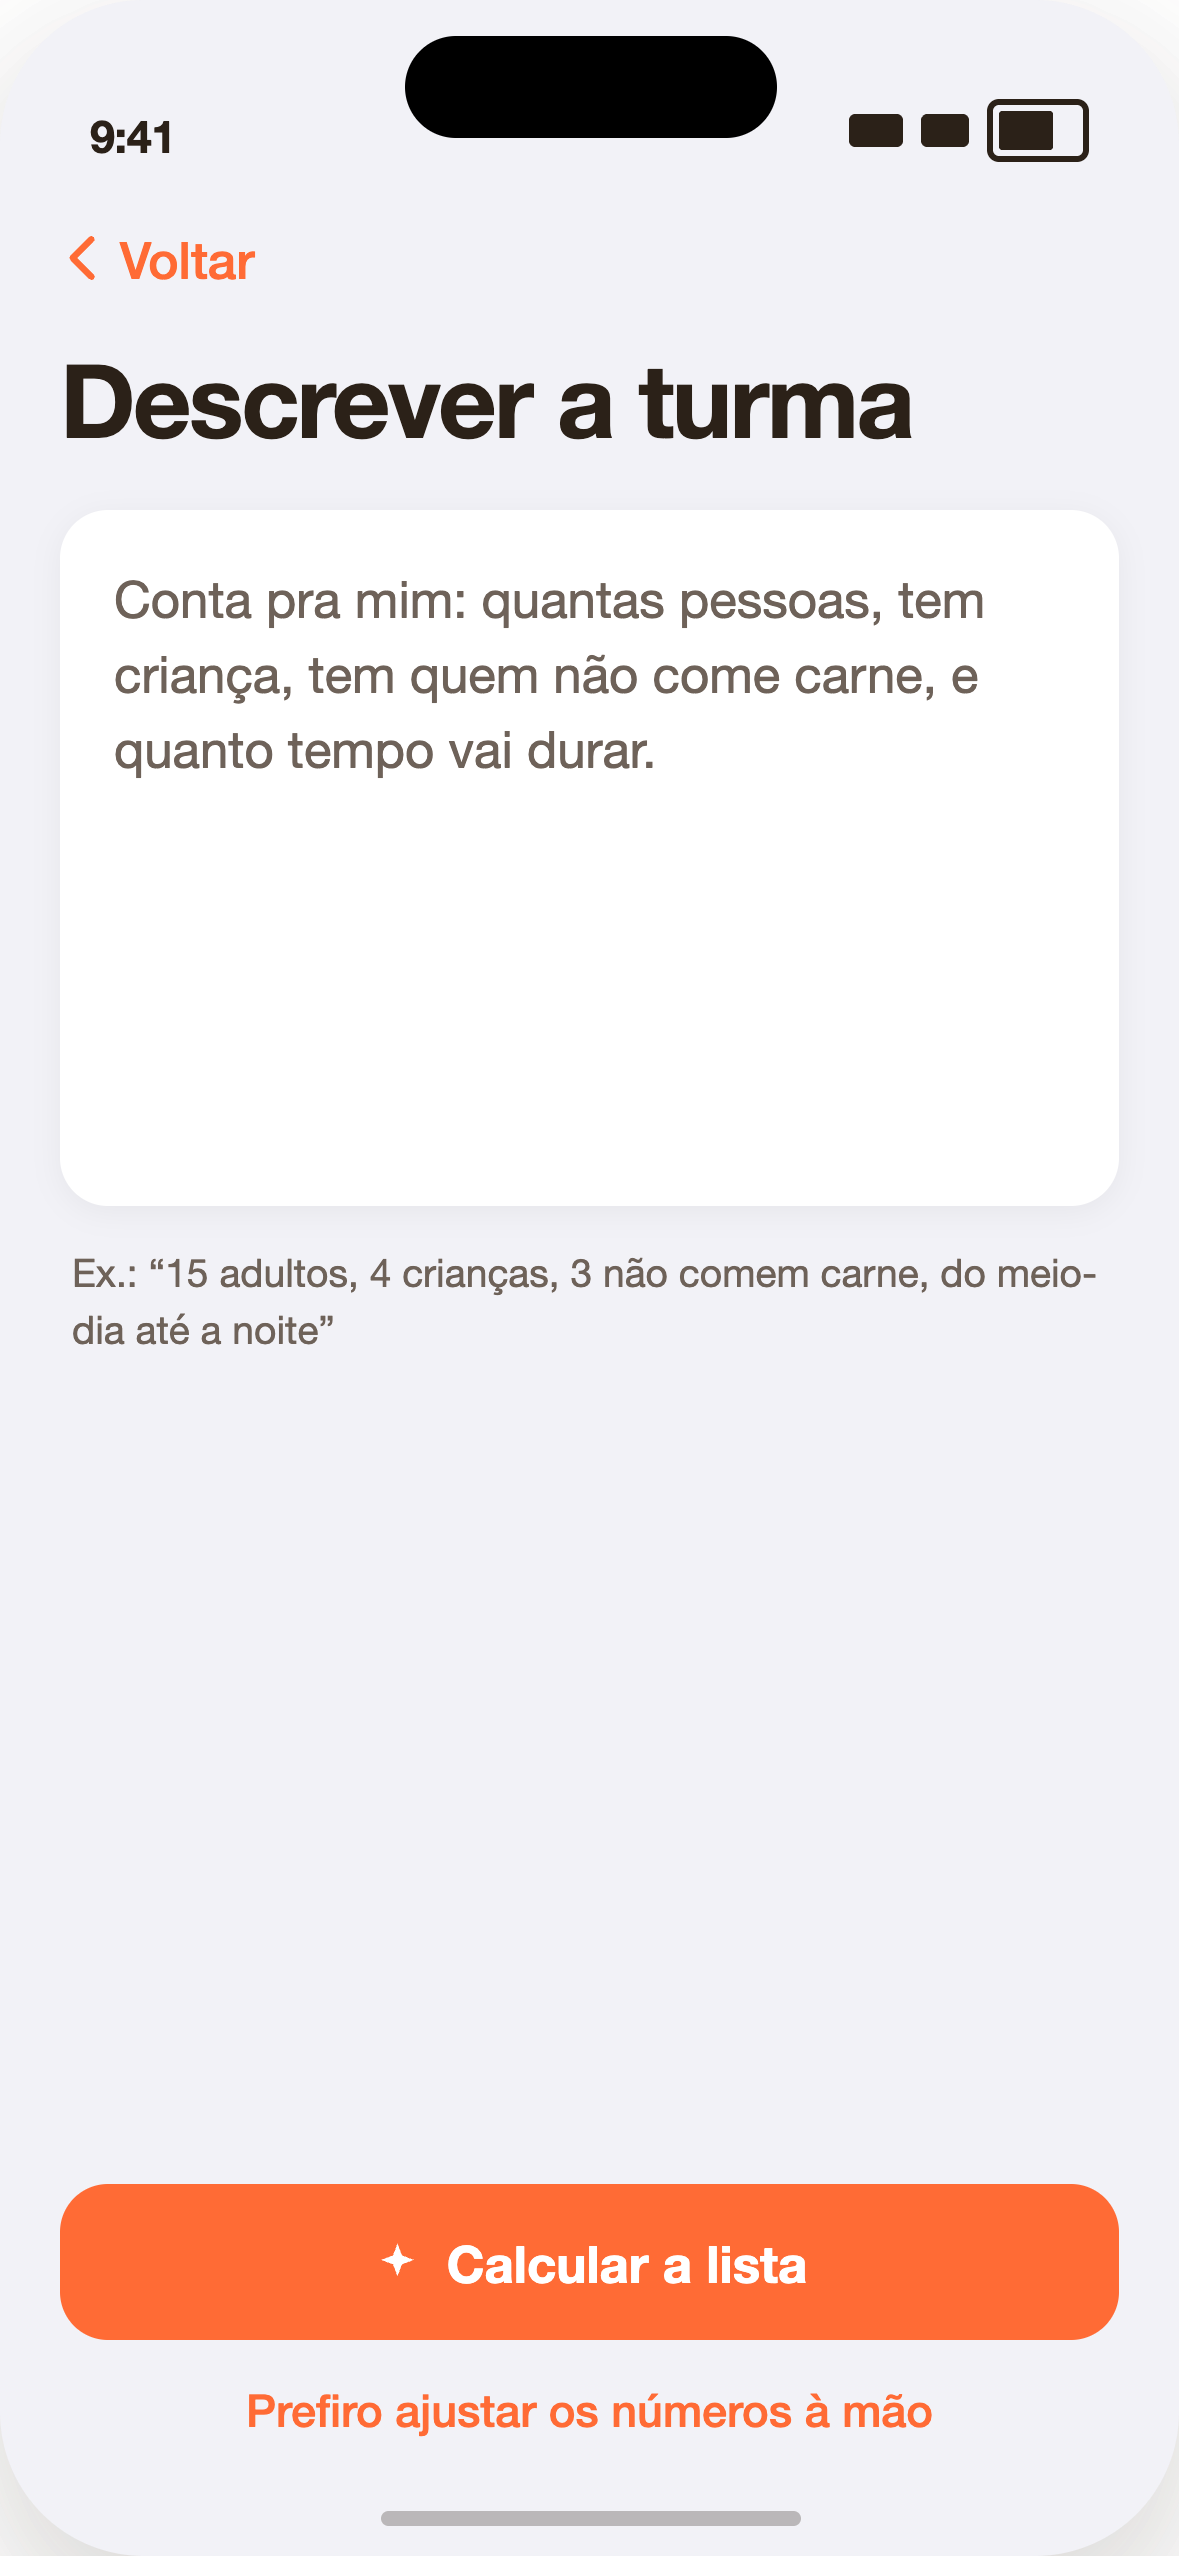 9:41
Voltar
Descrever a turma
Conta pra mim: quantas pessoas, tem
criança, tem quem não come carne, e
quanto tempo vai durar.
Ex.: “15 adultos, 4 crianças, 3 não comem carne, do meio-
dia até a noite”
Calcular a lista
Prefiro ajustar os números à mão